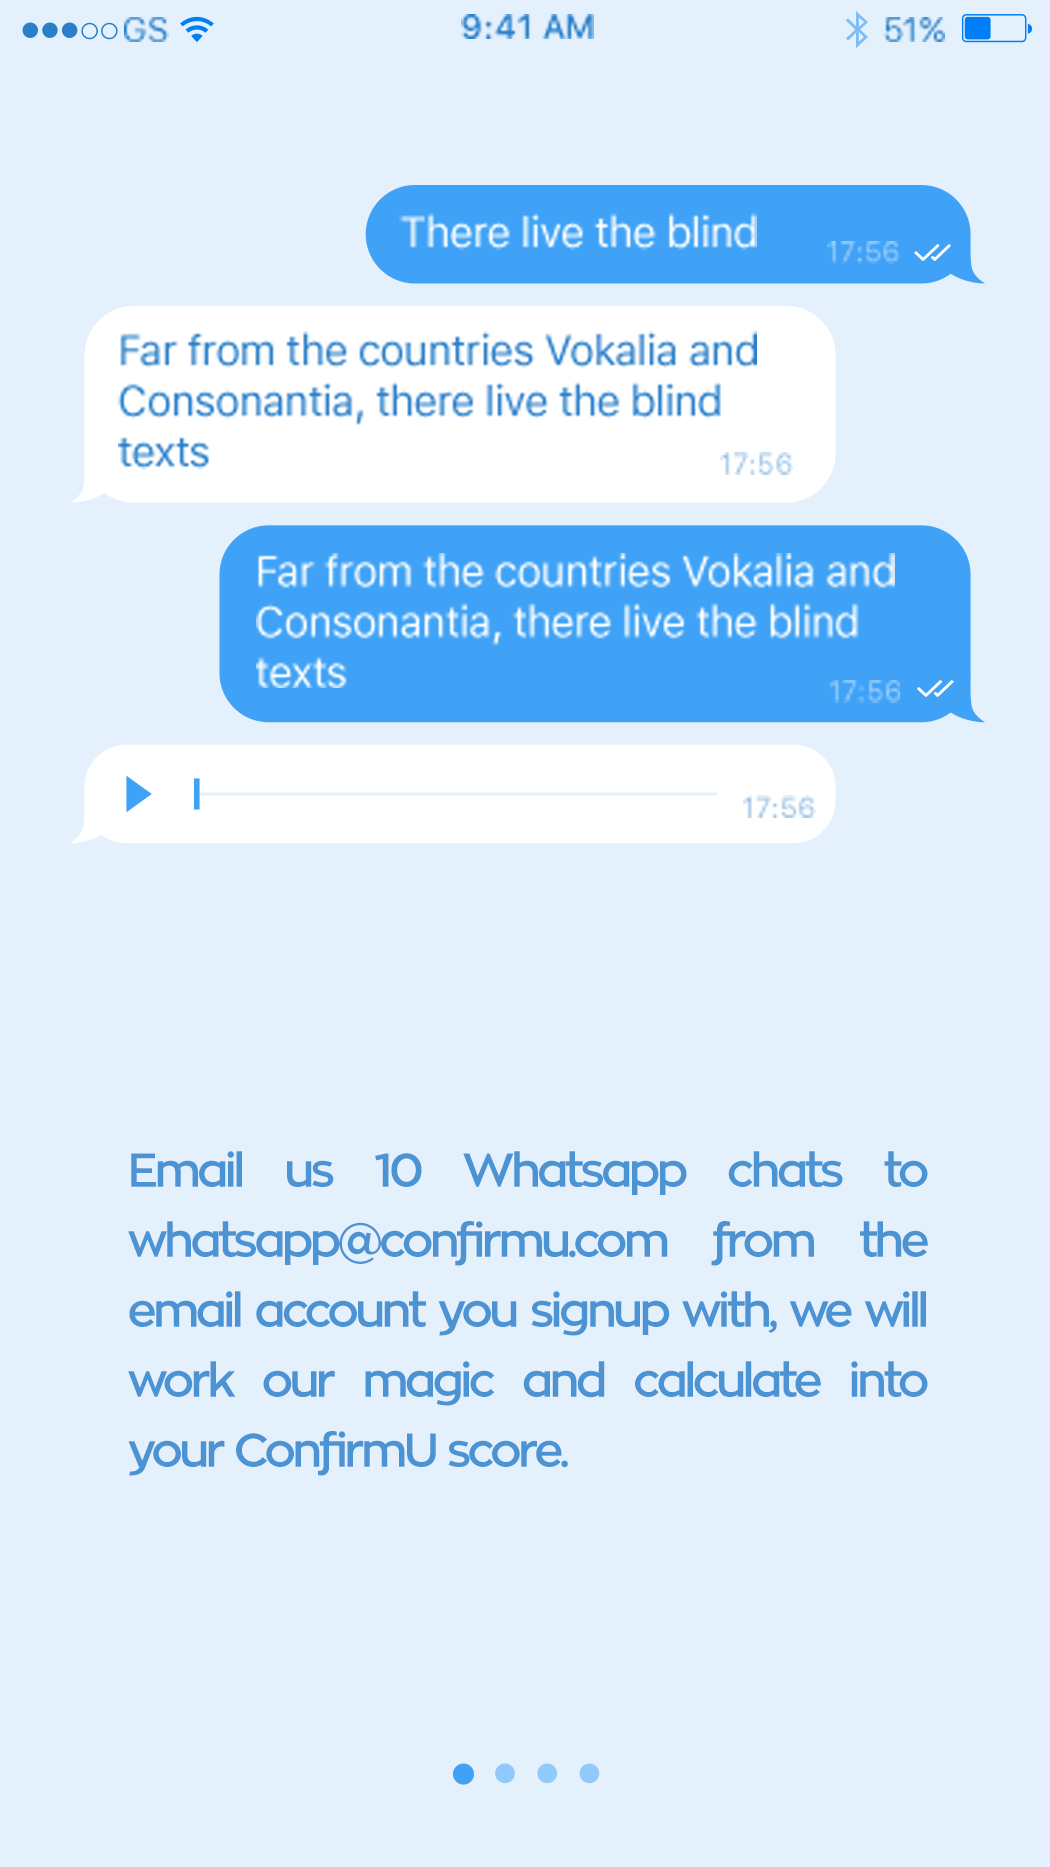 GS 9:41 AM 51%
There live the blind
17:56
Far from the countries Vokalia and
Consonantia, there live the blind
texts
17:56
Far from the countries Vokalia and
Consonantia, there live the blind
texts
17:56
17:56
Email us 10 Whatsapp chats to
whatsapp@confirmu.com from the
email account you signup with, we will
work our magic and calculate into
your ConfirmU score.